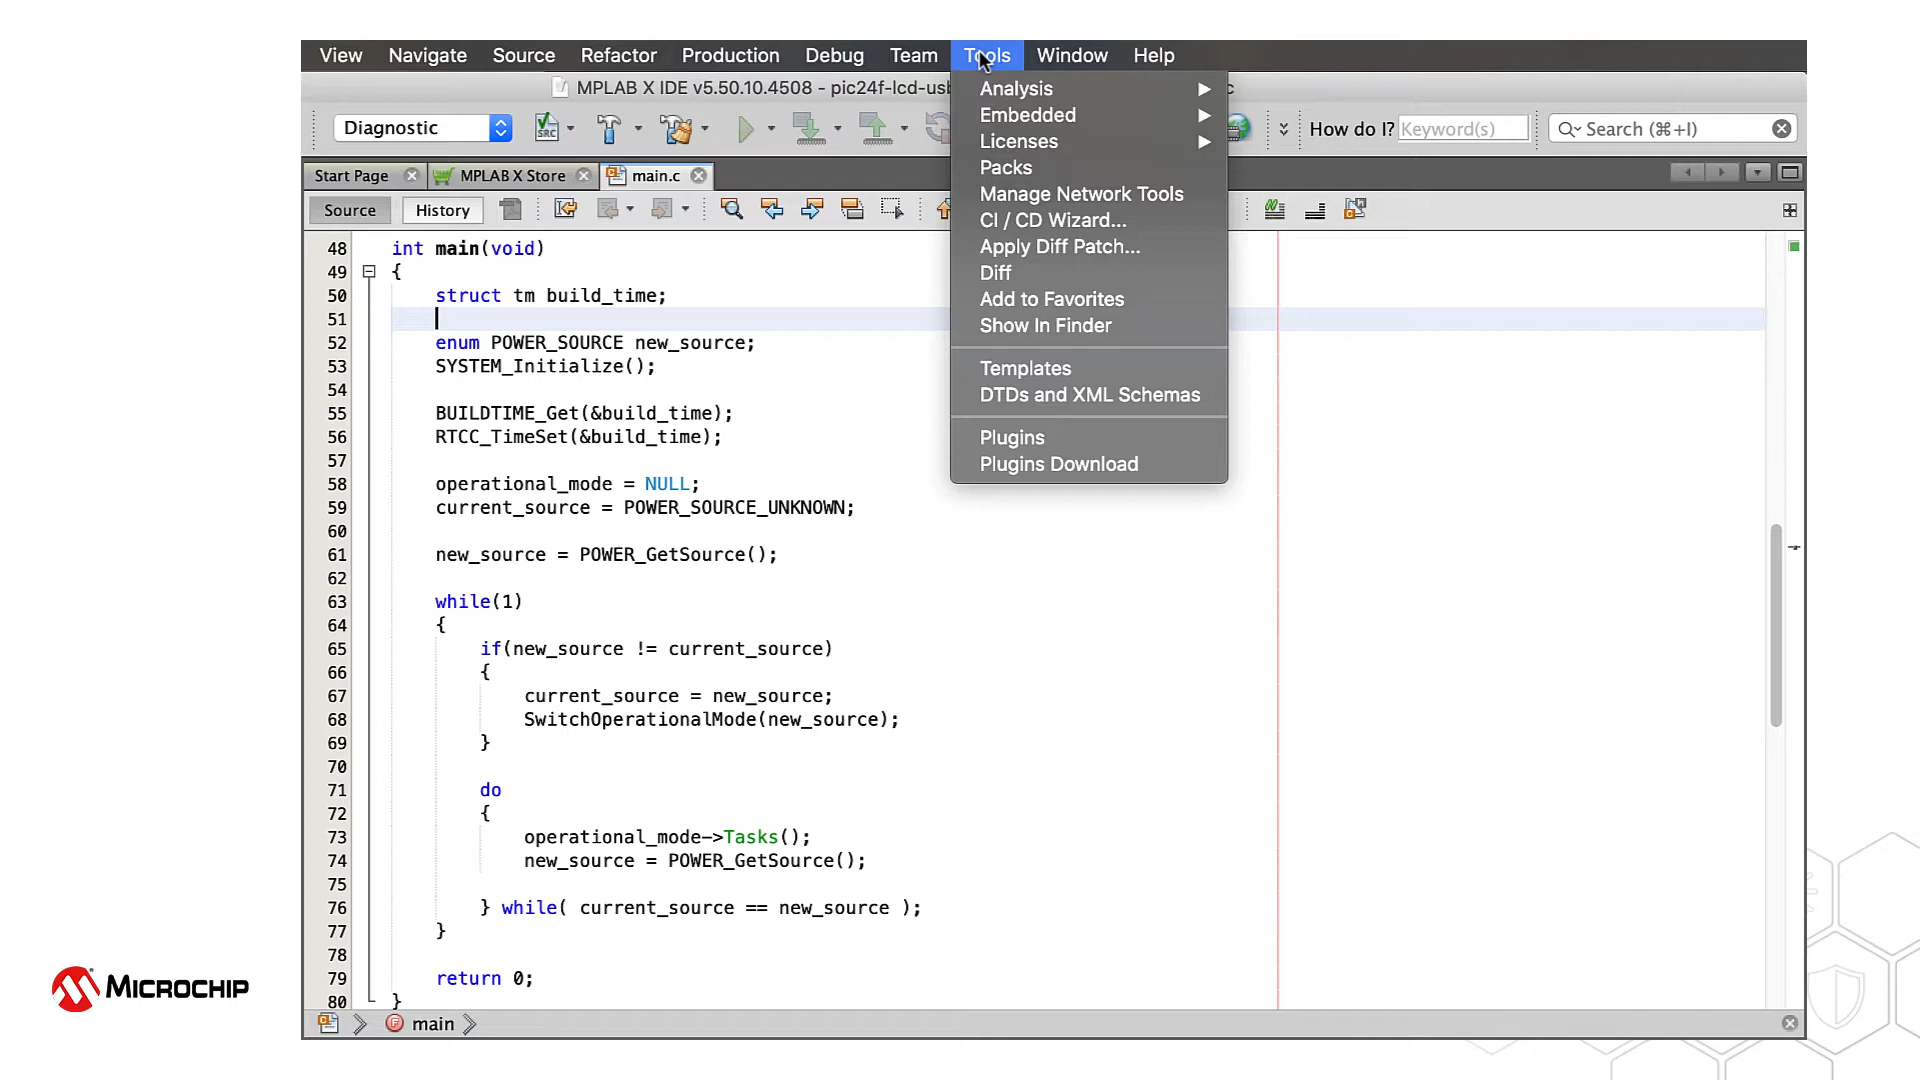 View Navigate Source Refactor Production Debug Team Tools Window Help
MPLAB X IDE v5.50.10.4508 - pic24f-lcd-usb
c
Diagnostic
How do I? Keyword(s)
Search (⌘+I)
Start Page
MPLAB X Store
main.c
Source
History
Analysis
Embedded
Licenses
Packs
Manage Network Tools
CI / CD Wizard...
Apply Diff Patch...
Diff
Add to Favorites
Show In Finder
Templates
DTDs and XML Schemas
Plugins
Plugins Download
48 int main(void)
49 {
50 struct tm build_time;
51
52 enum POWER_SOURCE new_source;
53 SYSTEM_Initialize();
54
55 BUILDTIME_Get(&build_time);
56 RTCC_TimeSet(&build_time);
57
58 operational_mode = NULL;
59 current_source = POWER_SOURCE_UNKNOWN;
60
61 new_source = POWER_GetSource();
62
63 while(1)
64 {
65 if(new_source != current_source)
66 {
67 current_source = new_source;
68 SwitchOperationalMode(new_source);
69 }
70
71 do
72 {
73 operational_mode->Tasks();
74 new_source = POWER_GetSource();
75
76 } while( current_source == new_source );
77 }
78
79 return 0;
80 }
main
MICROCHIP